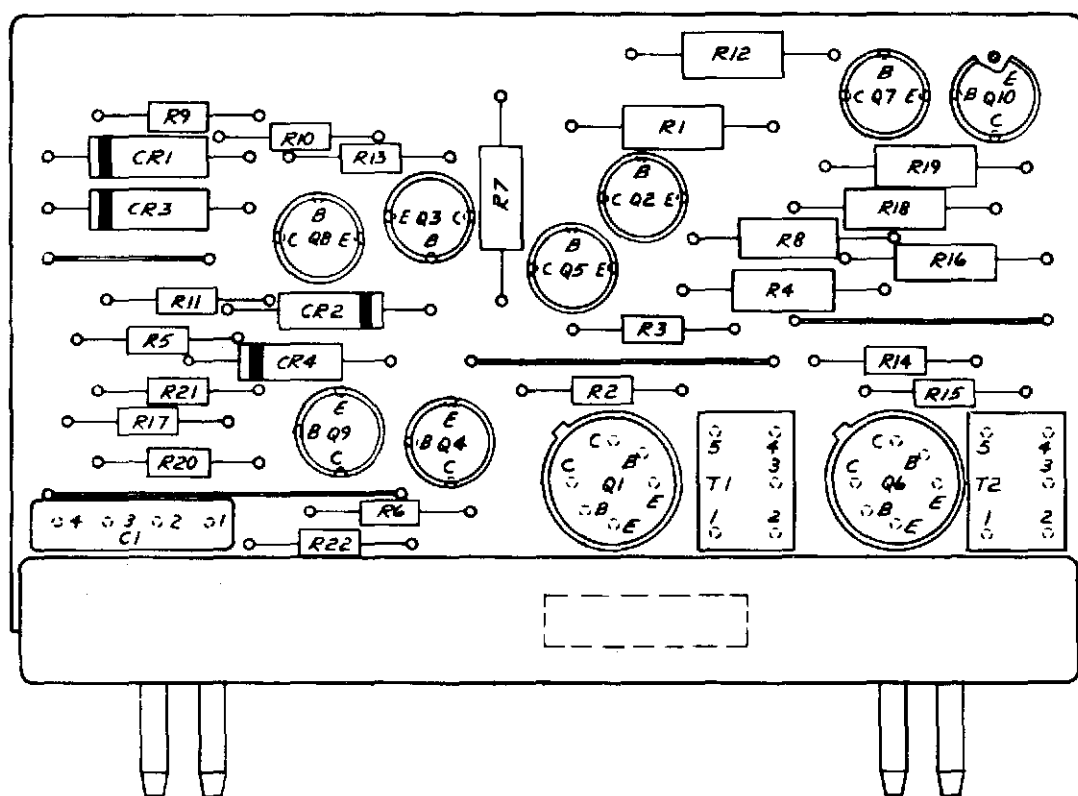 R12
B
C Q7 E
E
B Q10
C
R9
R10
R13
CR1
R1
R7
R19
CR3
B
C Q8 E
E Q3 C
B
B
C Q2 E
R18
R8
R16
B
C Q5 E
R4
R11
CR2
R3
R5
CR4
R14
R21
R2
R15
R17
E
B Q9
C
E
B Q4
C
R20
C
B
C
Q1
E
B
E
5 4
3
T1
1 2
C
B
C
Q6
E
B
E
5 4
3
T2
1 2
4 3 2 1
C1
R6
R22